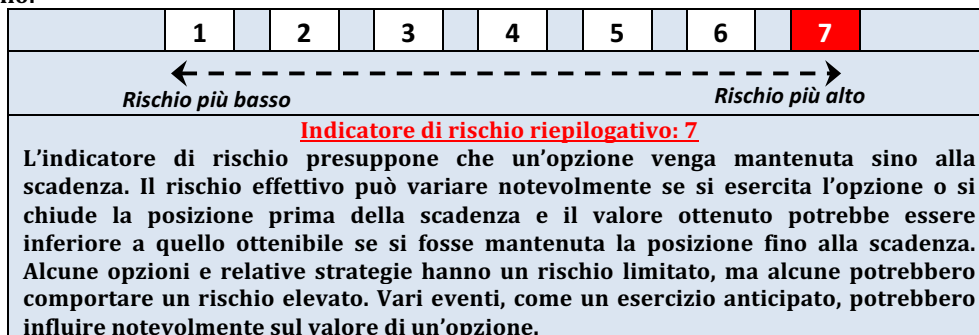 1 2 3 4 5 6 7
Rischio più basso Rischio più alto
Indicatore di rischio riepilogativo: 7
L'indicatore di rischio presuppone che un'opzione venga mantenuta sino alla
scadenza. Il rischio effettivo può variare notevolmente se si esercita l'opzione o si
chiude la posizione prima della scadenza e il valore ottenuto potrebbe essere
inferiore a quello ottenibile se si fosse mantenuta la posizione fino alla scadenza.
Alcune opzioni e relative strategie hanno un rischio limitato, ma alcune potrebbero
comportare un rischio elevato. Vari eventi, come un esercizio anticipato, potrebbero
influire notevolmente sul valore di un'opzione.